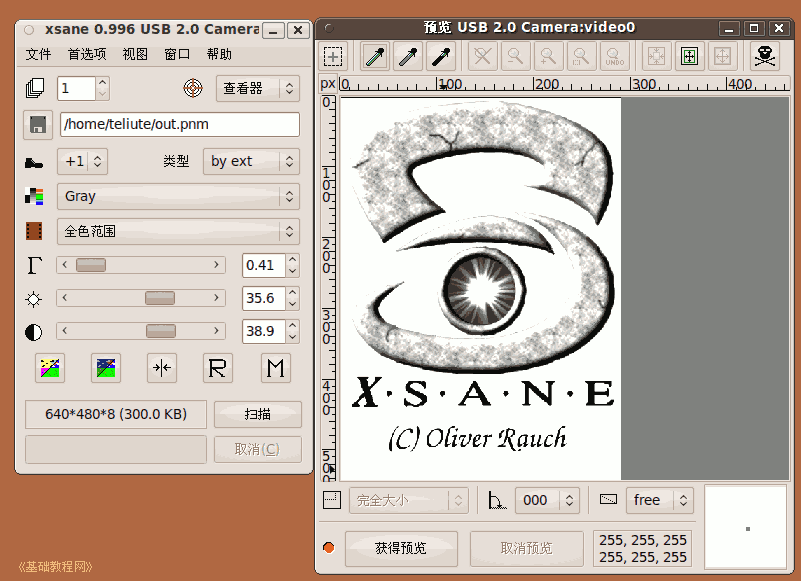 xsane 0.996 USB 2.0 Camera
文件 首选项 视图 窗口 帮助
1 查看器
/home/teliute/out.pnm
+1 类型 by ext
Gray
全色范围
0.41
35.6
38.9
R M
640*480*8 (300.0 KB) 扫描
取消(C)
预览 USB 2.0 Camera:video0
UNDO
px 0 100 200 300 400
0
100
200
300
400
500
X·S·A·N·E
(C) Oliver Rauch
完全大小 000 free
获得预览 取消预览 255, 255, 255
255, 255, 255
《基础教程网》